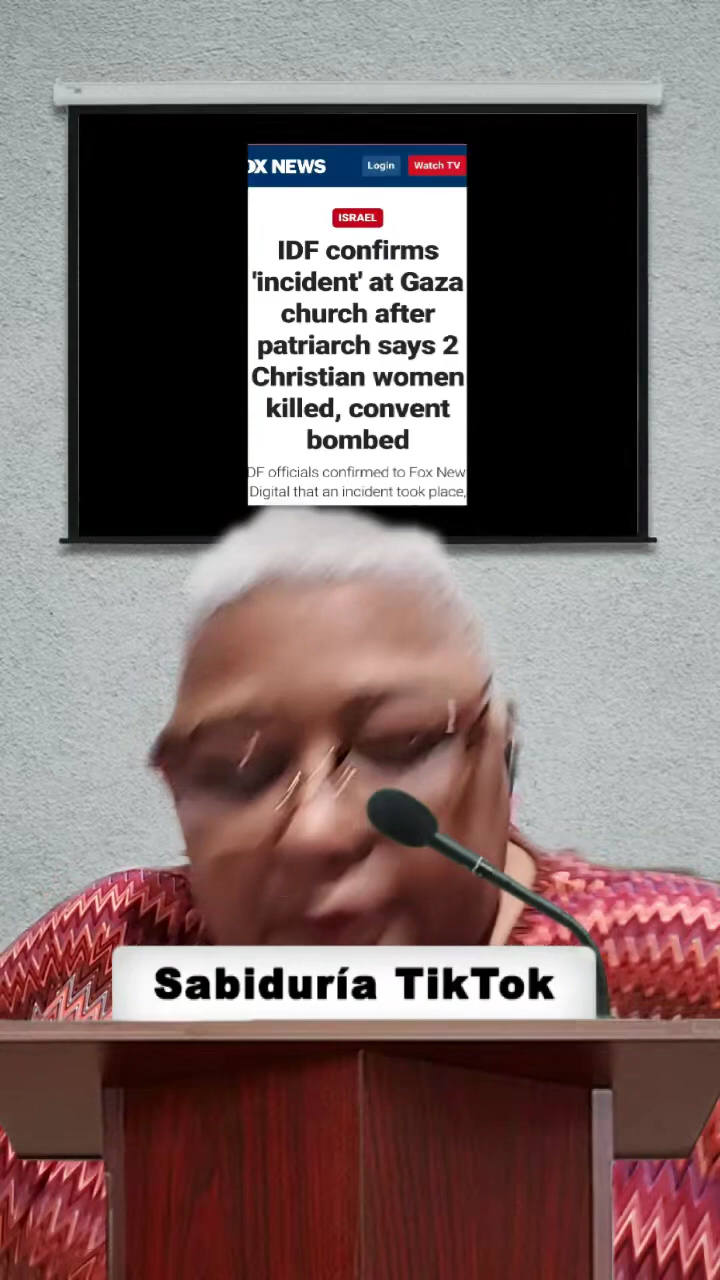 OX NEWS
Login
Watch TV
ISRAEL
IDF confirms
'incident' at Gaza
church after
patriarch says 2
Christian women
killed, convent
bombed
DF officials confirmed to Fox New
Digital that an incident took place,
Sabiduría TikTok